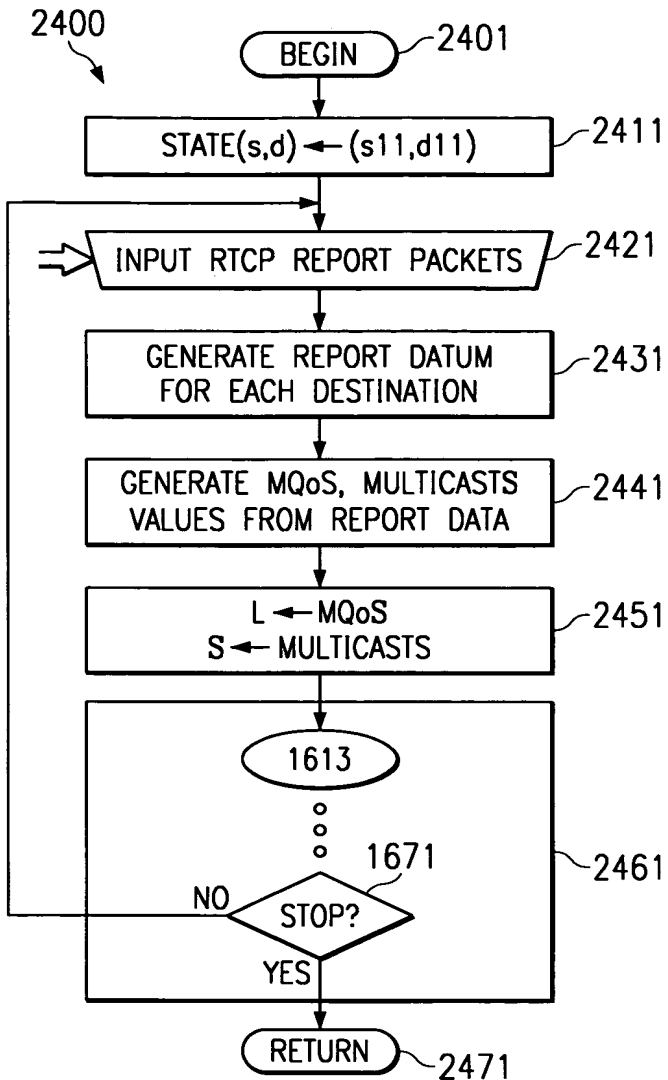 2400
BEGIN
2401
STATE(s,d) ← (s11,d11)
2411
INPUT RTCP REPORT PACKETS
2421
GENERATE REPORT DATUM
FOR EACH DESTINATION
2431
GENERATE MQoS, MULTICASTS
VALUES FROM REPORT DATA
2441
L ← MQoS
S ← MULTICASTS
2451
1613
1671
NO
STOP?
YES
2461
RETURN
2471